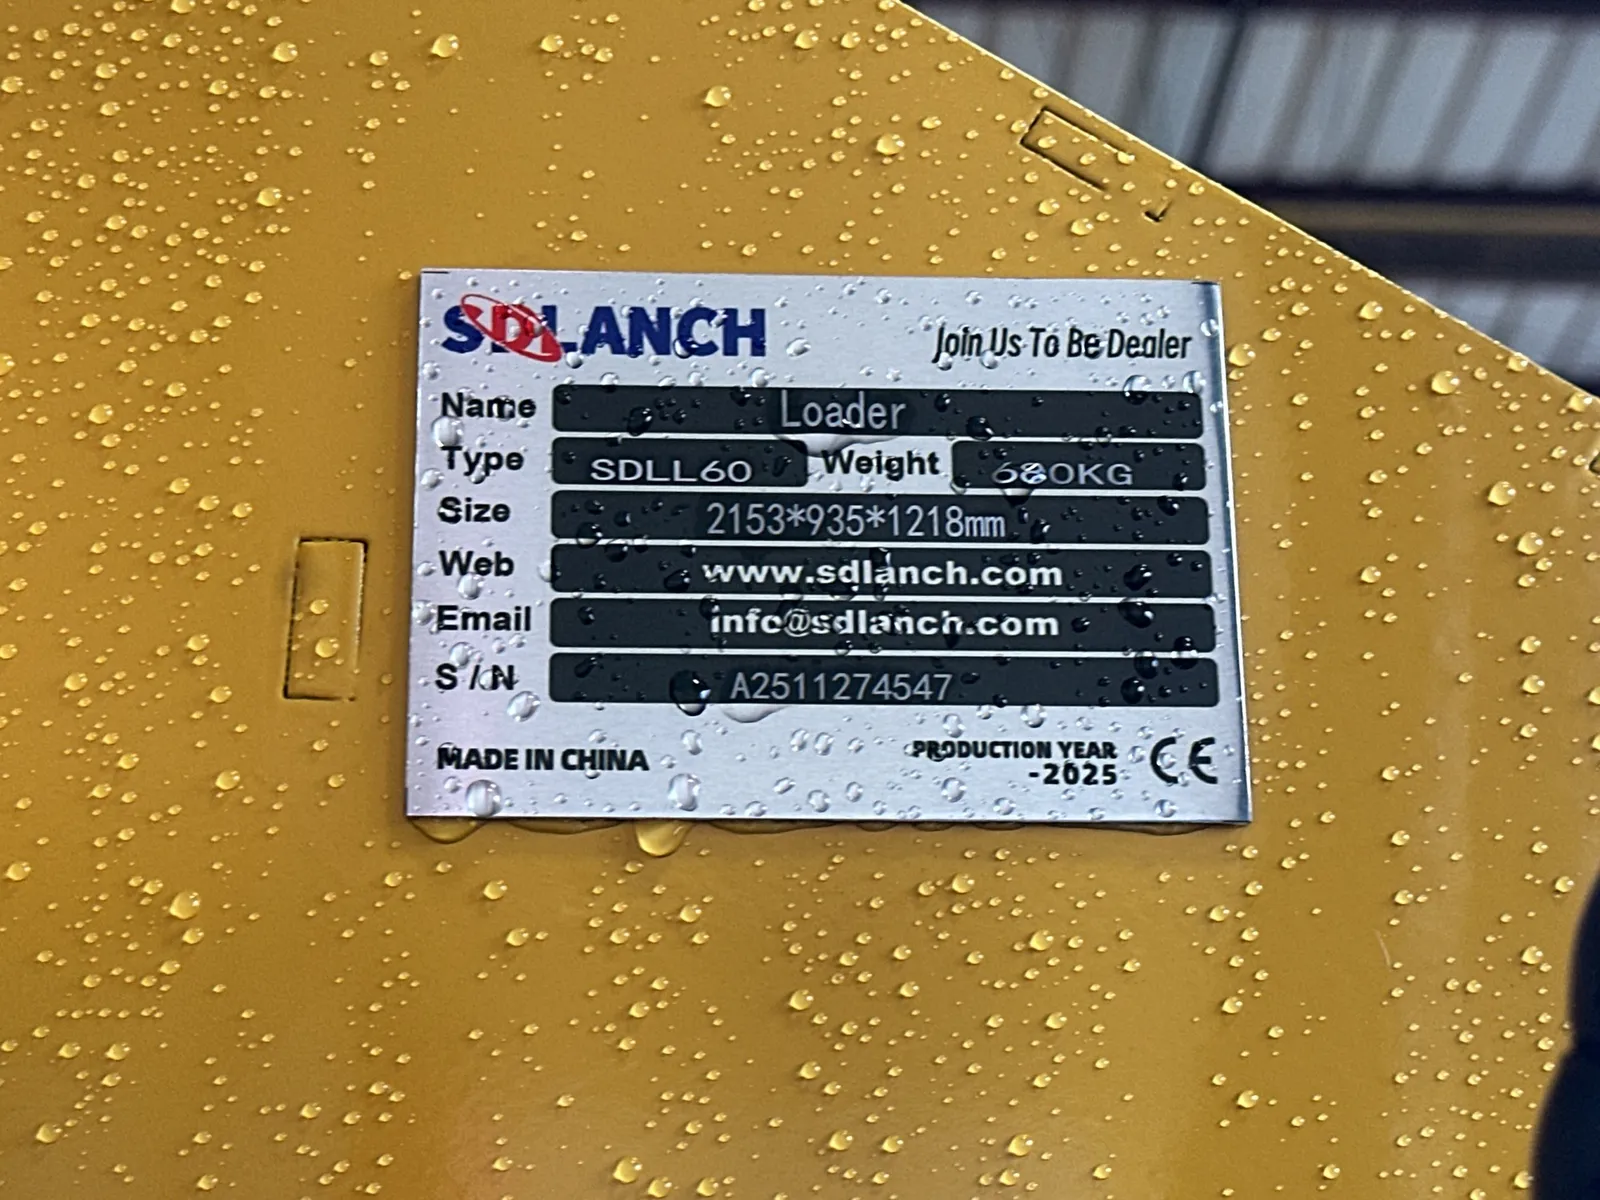 SDLANCH
Join Us To Be Dealer
Name Loader
Type SDLL60 Weight 680KG
Size 2153*935*1218mm
Web www.sdlanch.com
Email info@sdlanch.com
S/N A2511274547
MADE IN CHINA
PRODUCTION YEAR
-2025-
CE